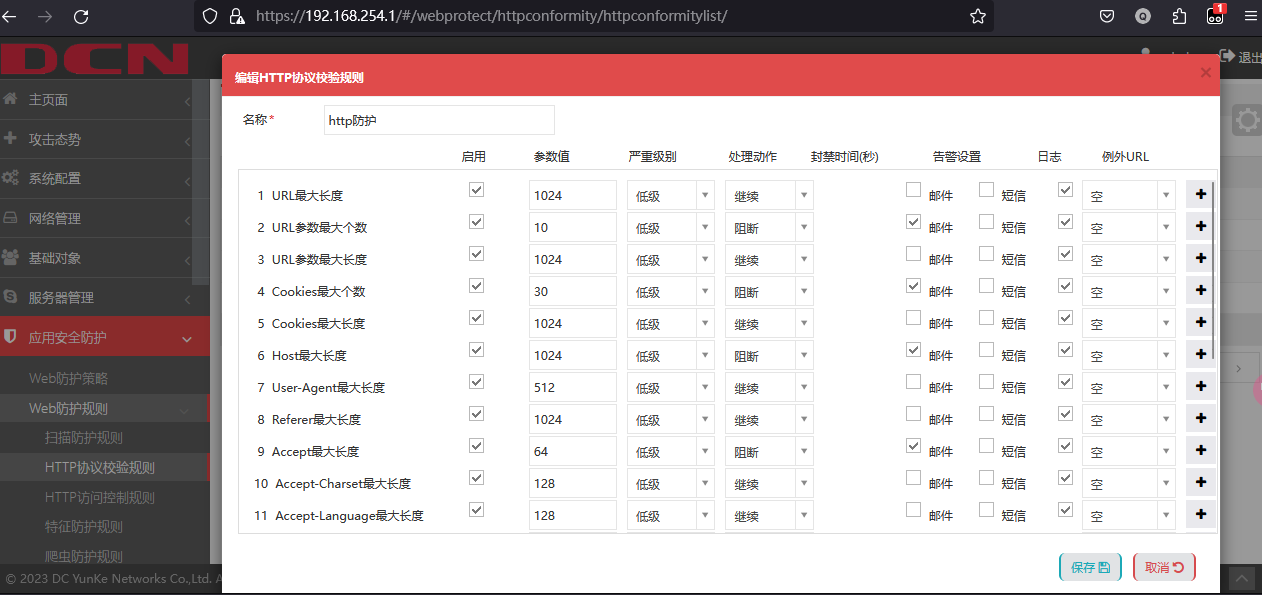 https://192.168.254.1/#/webprotect/httpconformity/httpconformitylist/
1
DCN
退出
主页面
攻击态势
系统配置
网络管理
基础对象
服务器管理
应用安全防护
Web防护策略
Web防护规则
扫描防护规则
HTTP协议校验规则
HTTP访问控制规则
特征防护规则
爬虫防护规则
© 2023 DC YunKe Networks Co.,Ltd. A
编辑HTTP协议校验规则
名称* http防护
启用 参数值 严重级别 处理动作 封禁时间(秒) 告警设置 日志 例外URL
1 URL最大长度 1024 低级 继续 邮件 短信 空
2 URL参数最大个数 10 低级 阻断 邮件 短信 空
3 URL参数最大长度 1024 低级 继续 邮件 短信 空
4 Cookies最大个数 30 低级 阻断 邮件 短信 空
5 Cookies最大长度 1024 低级 继续 邮件 短信 空
6 Host最大长度 1024 低级 阻断 邮件 短信 空
7 User-Agent最大长度 512 低级 继续 邮件 短信 空
8 Referer最大长度 1024 低级 继续 邮件 短信 空
9 Accept最大长度 64 低级 阻断 邮件 短信 空
10 Accept-Charset最大长度 128 低级 继续 邮件 短信 空
11 Accept-Language最大长度 128 低级 继续 邮件 短信 空
保存 取消